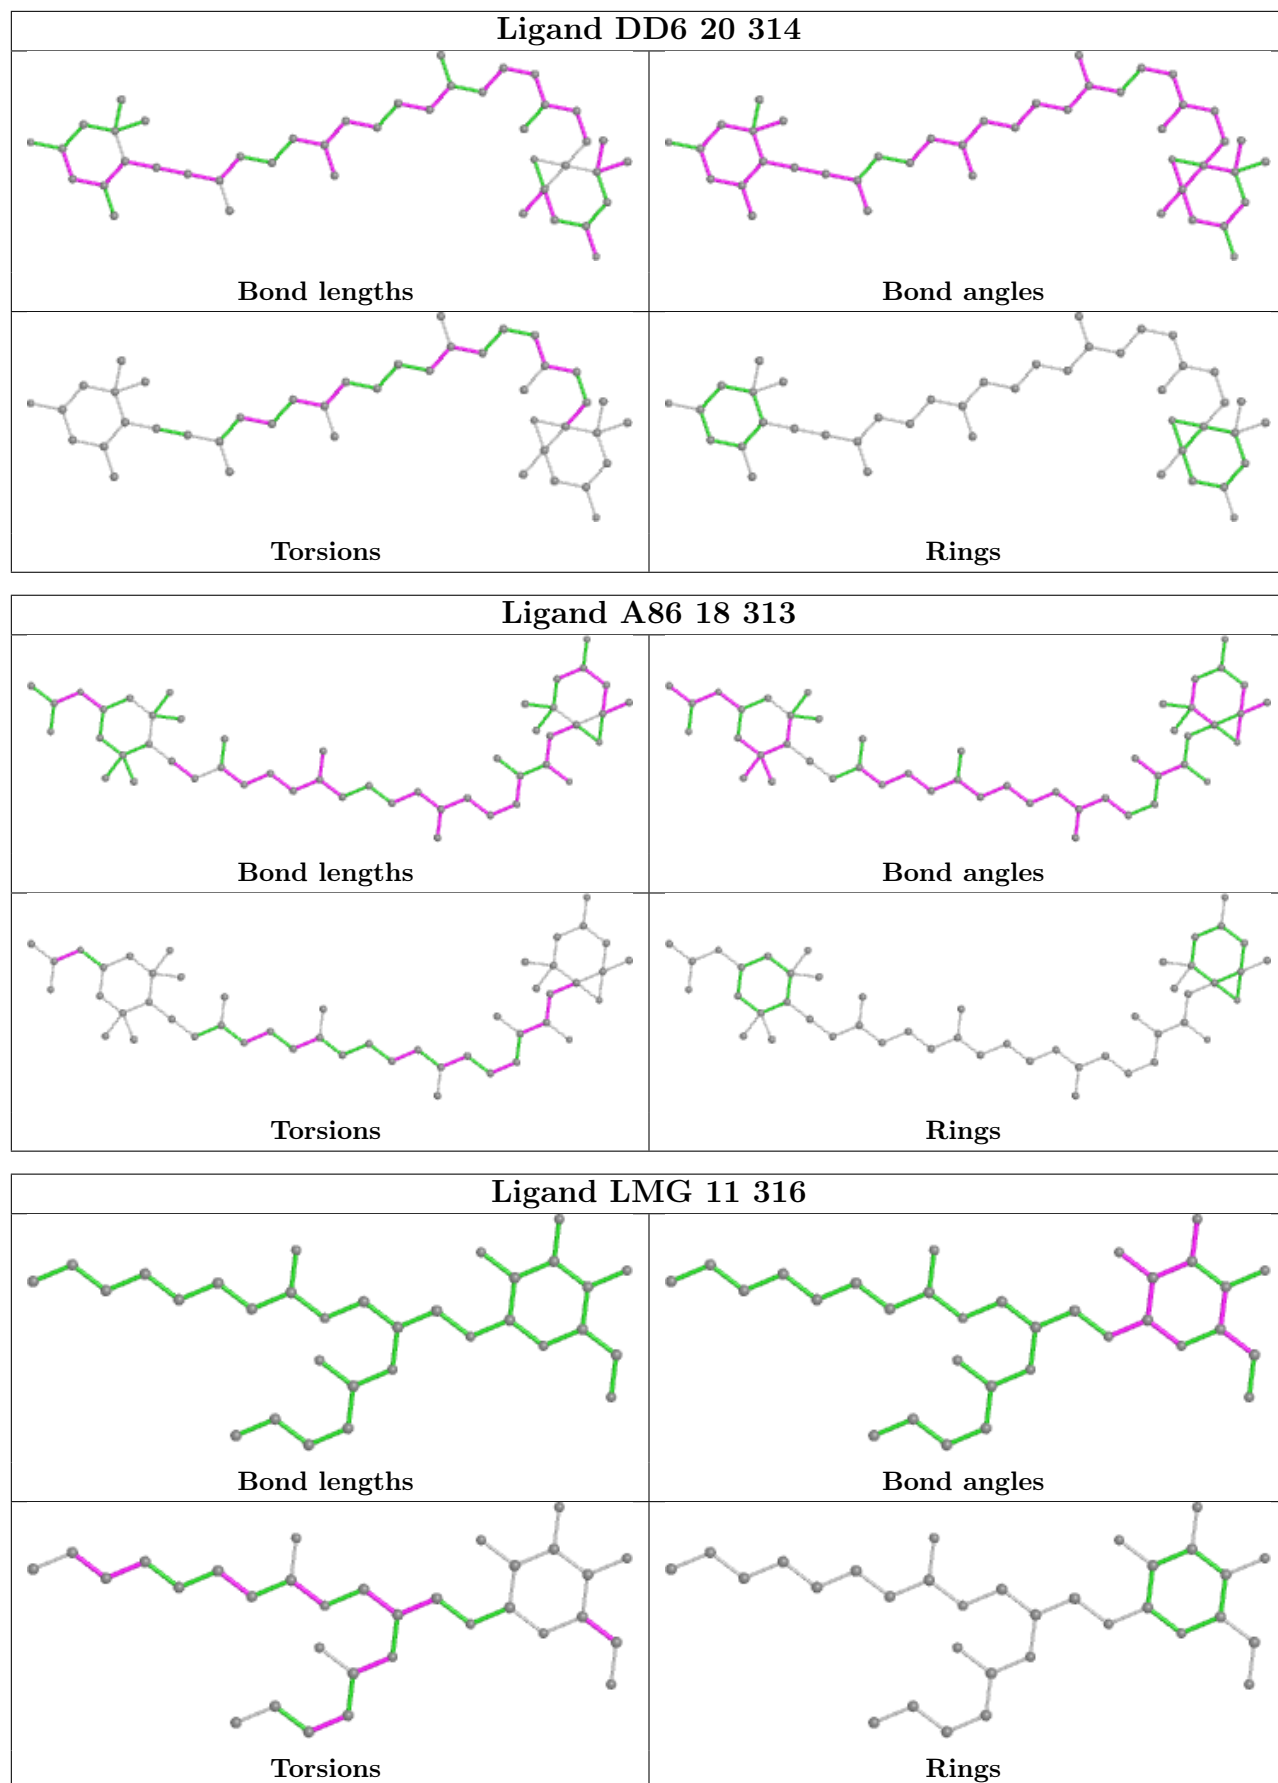 Ligand DD6 20 314
Bond lengths
Bond angles
Torsions
Rings
Ligand A86 18 313
Bond lengths
Bond angles
Torsions
Rings
Ligand LMG 11 316
Bond lengths
Bond angles
Torsions
Rings